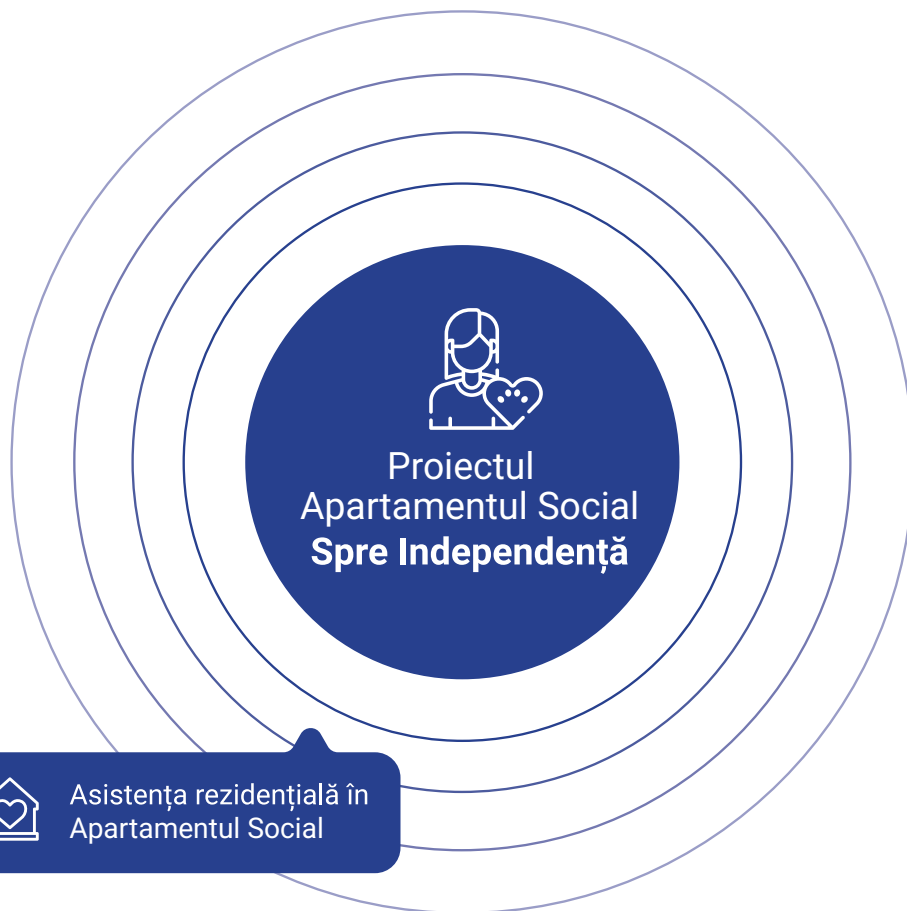 Proiectul
Apartamentul Social
Spre Independență
Asistența rezidențială în
Apartamentul Social